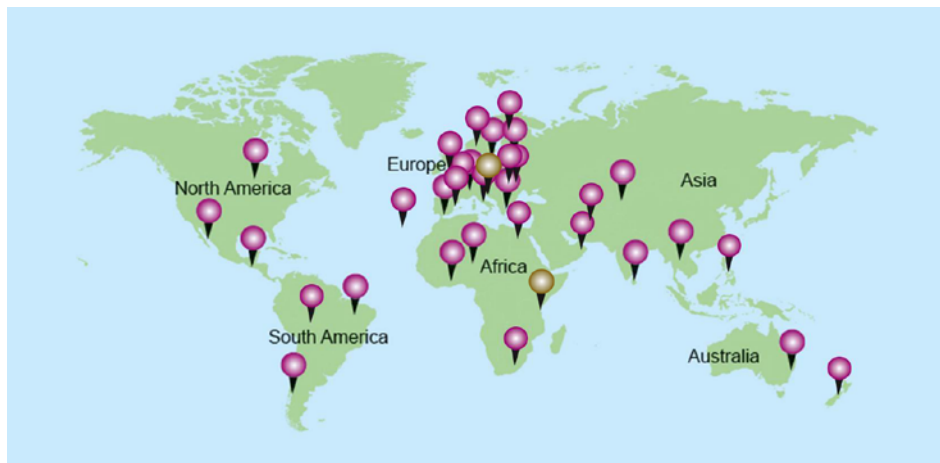 Europe
North America
Asia
Africa
South America
Australia